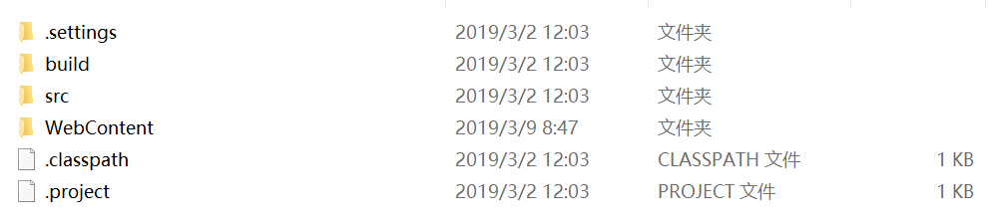 .settings 2019/3/2 12:03 文件夹
build 2019/3/2 12:03 文件夹
src 2019/3/2 12:03 文件夹
WebContent 2019/3/9 8:47 文件夹
.classpath 2019/3/2 12:03 CLASSPATH 文件 1 KB
.project 2019/3/2 12:03 PROJECT 文件 1 KB